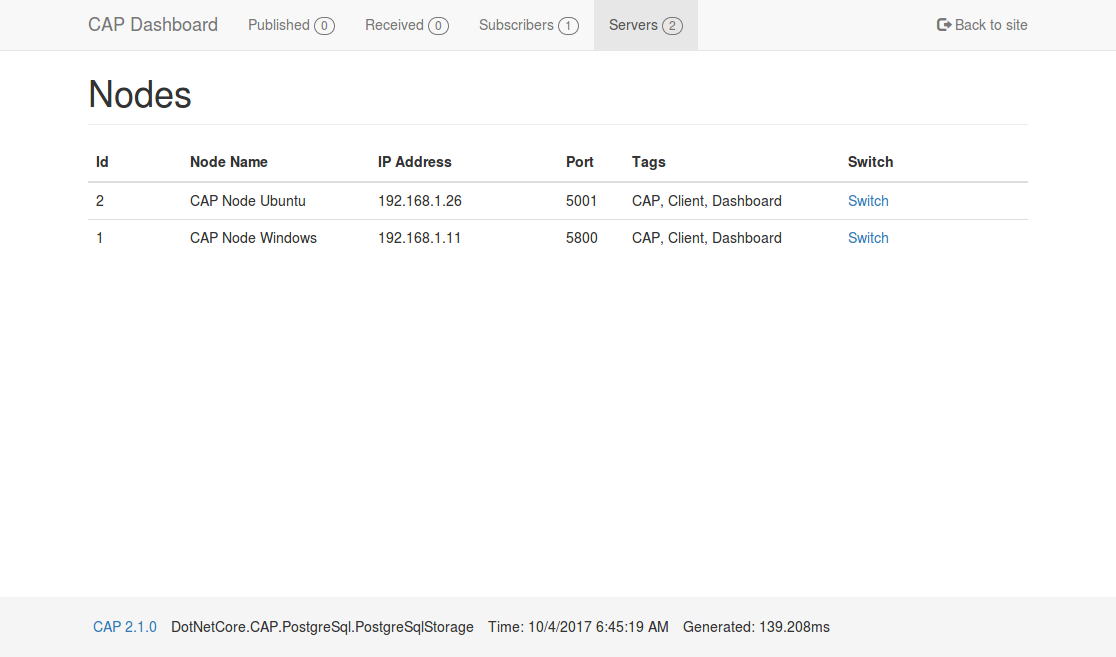 CAP Dashboard Published 0 Received 0 Subscribers 1 Servers 2 Back to site
Nodes
Id Node Name IP Address Port Tags Switch
2 CAP Node Ubuntu 192.168.1.26 5001 CAP, Client, Dashboard Switch
1 CAP Node Windows 192.168.1.11 5800 CAP, Client, Dashboard Switch
CAP 2.1.0 DotNetCore.CAP.PostgreSql.PostgreSqlStorage Time: 10/4/2017 6:45:19 AM Generated: 139.208ms